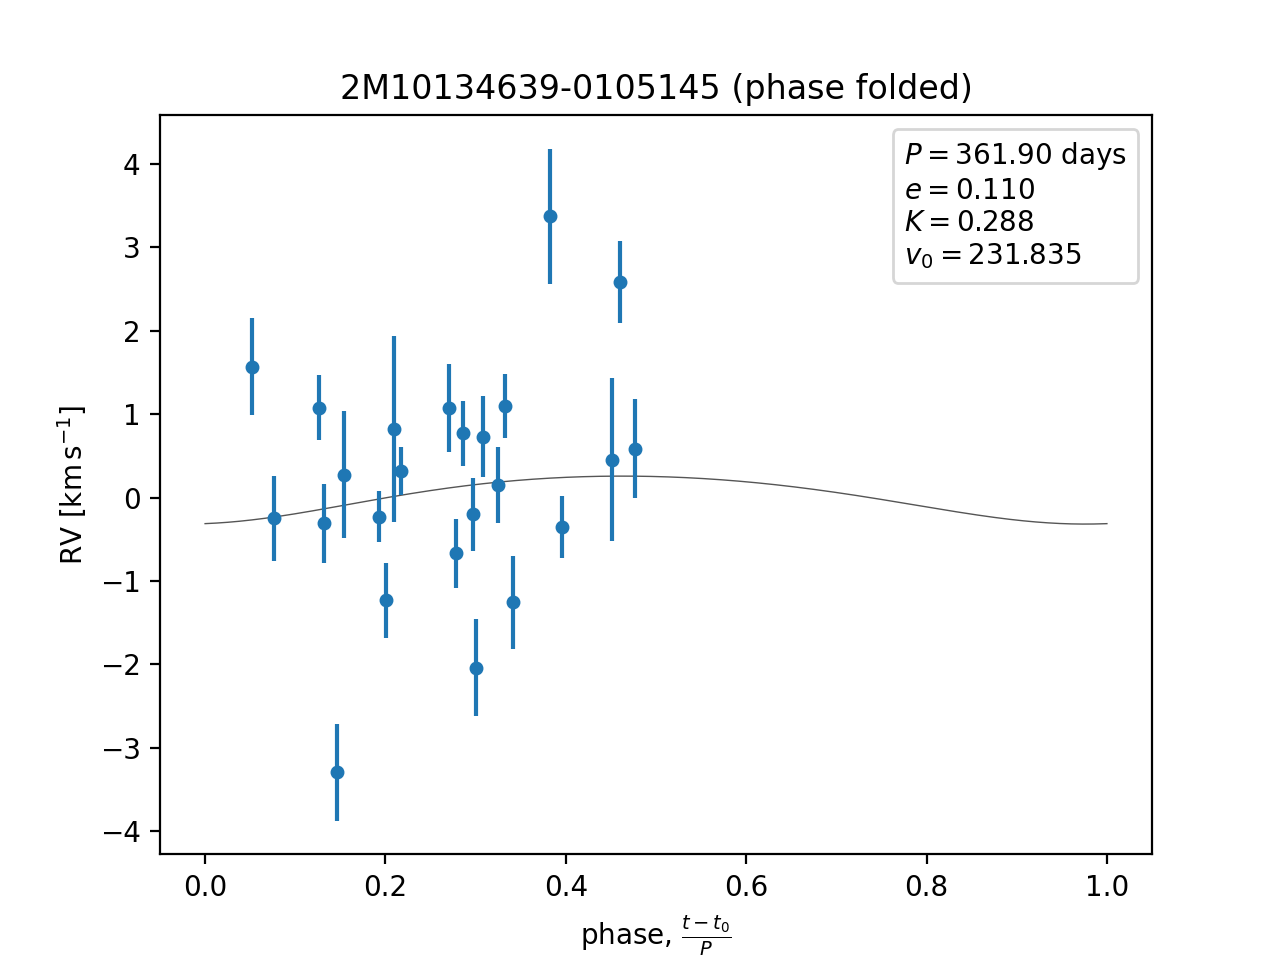 2M10134639-0105145 (phase folded)
P = 361.90 days
e = 0.110
K = 0.288
v₀ = 231.835
4
3
2
1
0
−1
−2
−3
−4
RV [km s⁻¹]
0.0 0.2 0.4 0.6 0.8 1.0
phase, (t − t₀)/P